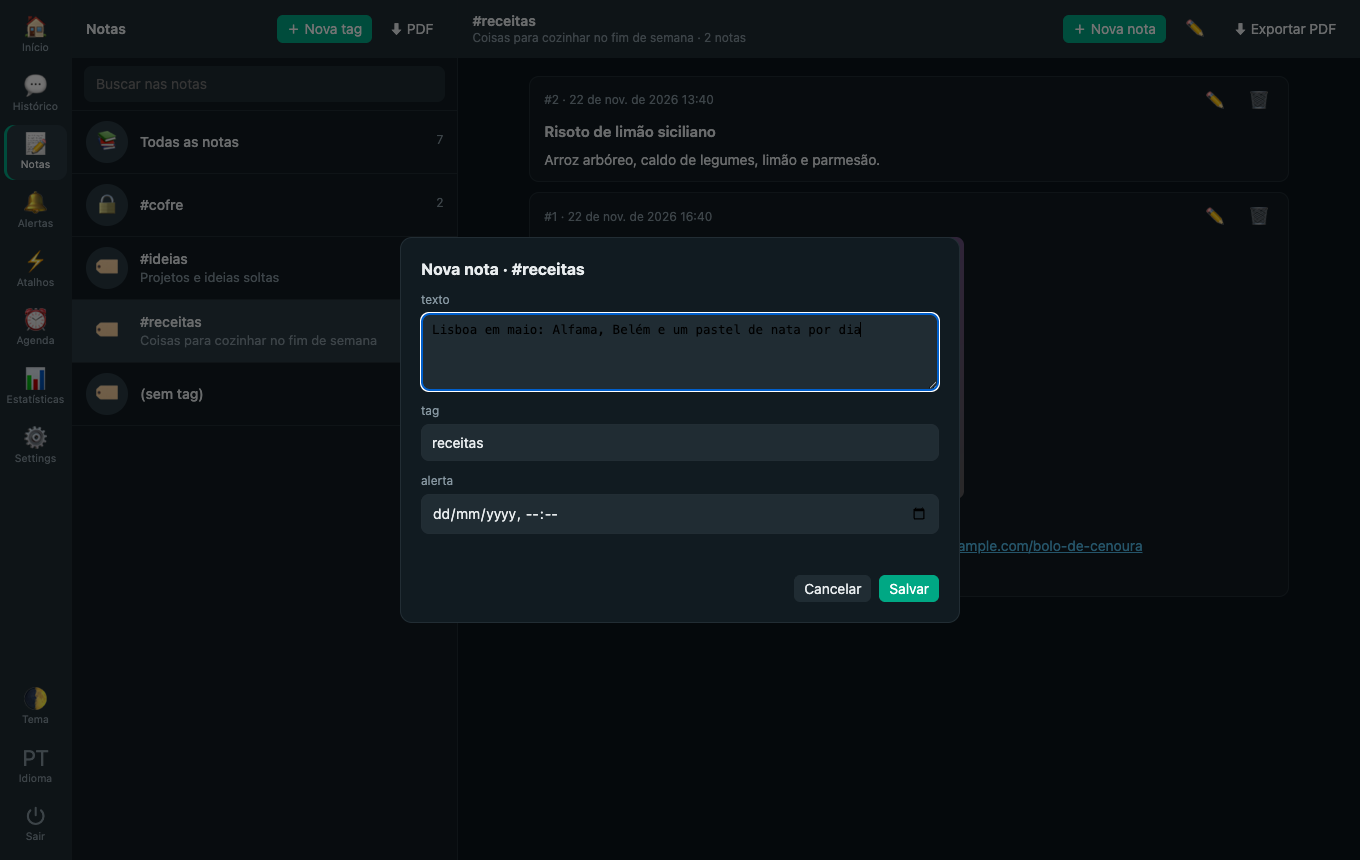 Início
Histórico
Notas
Alertas
Atalhos
Agenda
Estatísticas
Settings
Tema
PT
Idioma
Sair
Notas
+ Nova tag
⬇ PDF
Buscar nas notas
Todas as notas
7
#cofre
2
#ideias
Projetos e ideias soltas
#receitas
Coisas para cozinhar no fim de semana
(sem tag)
#receitas
Coisas para cozinhar no fim de semana · 2 notas
+ Nova nota
⬇ Exportar PDF
#2 · 22 de nov. de 2026 13:40
Risoto de limão siciliano
Arroz arbóreo, caldo de legumes, limão e parmesão.
#1 · 22 de nov. de 2026 16:40
ample.com/bolo-de-cenoura
Nova nota · #receitas
texto
Lisboa em maio: Alfama, Belém e um pastel de nata por dia
tag
receitas
alerta
dd/mm/yyyy, --:--
Cancelar
Salvar